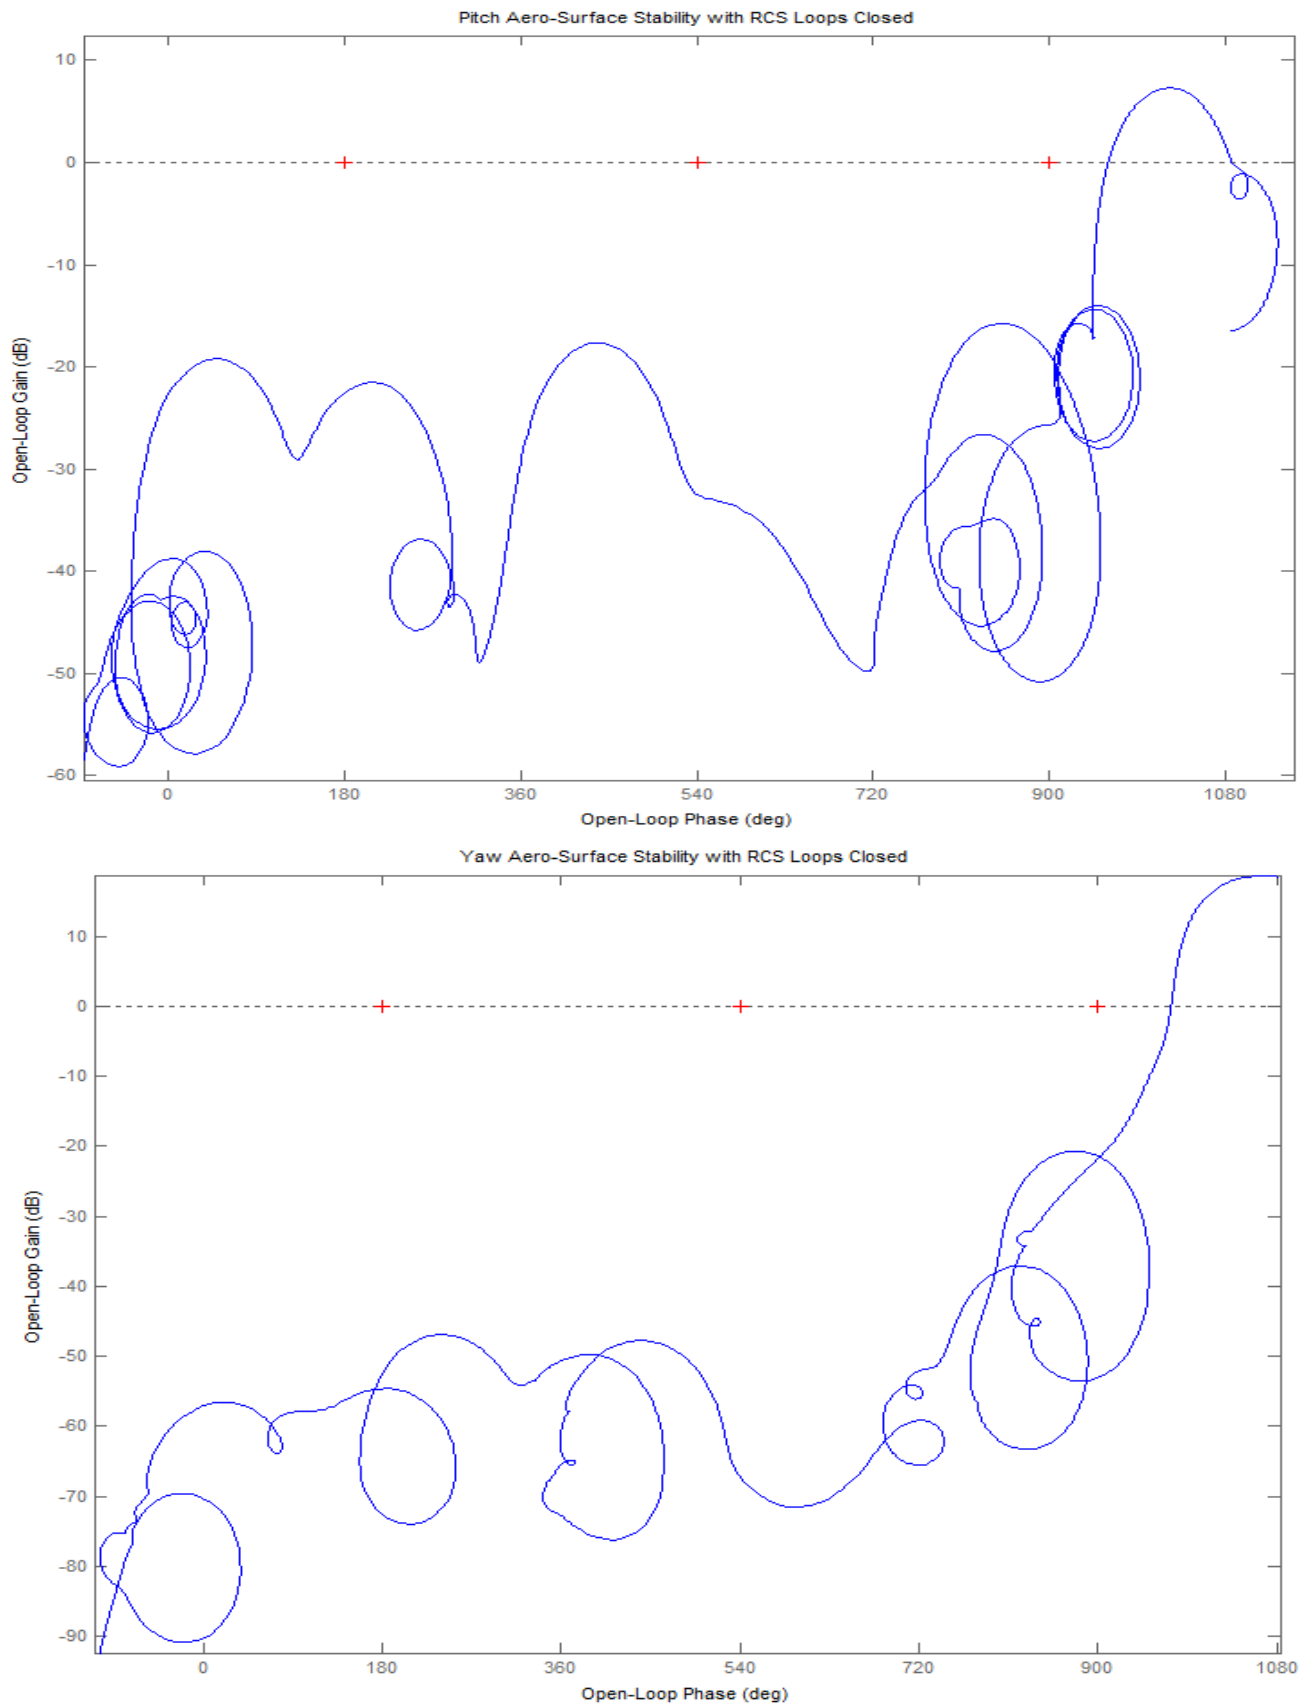 Pitch Aero-Surface Stability with RCS Loops Closed
10
0
-10
-20
-30
-40
-50
-60
Open-Loop Gain (dB)
0 180 360 540 720 900 1080
Open-Loop Phase (deg)
Yaw Aero-Surface Stability with RCS Loops Closed
10
0
-10
-20
-30
-40
-50
-60
-70
-80
-90
Open-Loop Gain (dB)
0 180 360 540 720 900 1080
Open-Loop Phase (deg)